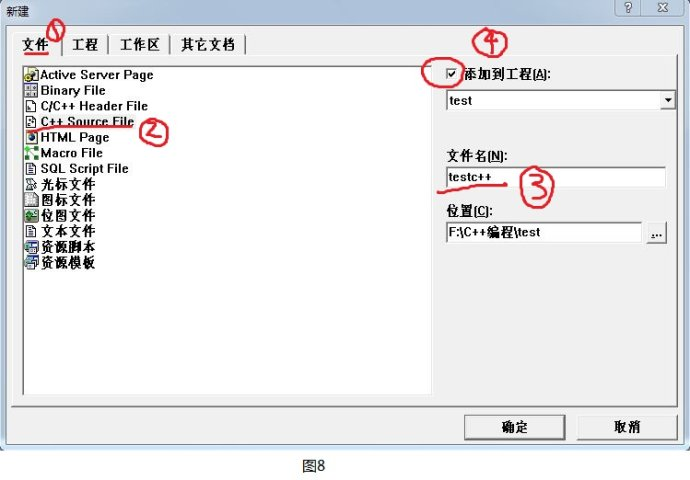 新建
1
文件 工程 工作区 其它文档
4
Active Server Page
Binary File
C/C++ Header File
C++ Source File
2
HTML Page
Macro File
SQL Script File
光标文件
图标文件
位图文件
文本文件
资源脚本
资源模板
添加到工程(A):
test
文件名(N):
testc++
3
位置(C):
F:\C++编程\test
...
确定 取消
图8